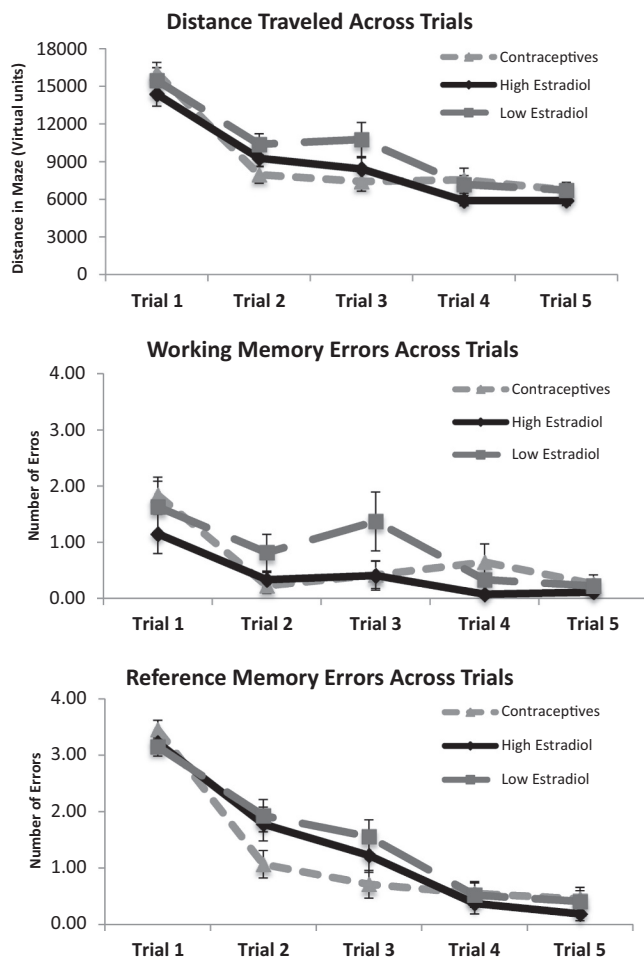 Distance Traveled Across Trials
Distance in Maze (Virtual units)
18000
15000
12000
9000
6000
3000
0
Contraceptives
High Estradiol
Low Estradiol
Trial 1 Trial 2 Trial 3 Trial 4 Trial 5
Working Memory Errors Across Trials
Number of Erros
4.00
3.00
2.00
1.00
0.00
Contraceptives
High Estradiol
Low Estradiol
Trial 1 Trial 2 Trial 3 Trial 4 Trial 5
Reference Memory Errors Across Trials
Number of Errors
4.00
3.00
2.00
1.00
0.00
Contraceptives
High Estradiol
Low Estradiol
Trial 1 Trial 2 Trial 3 Trial 4 Trial 5